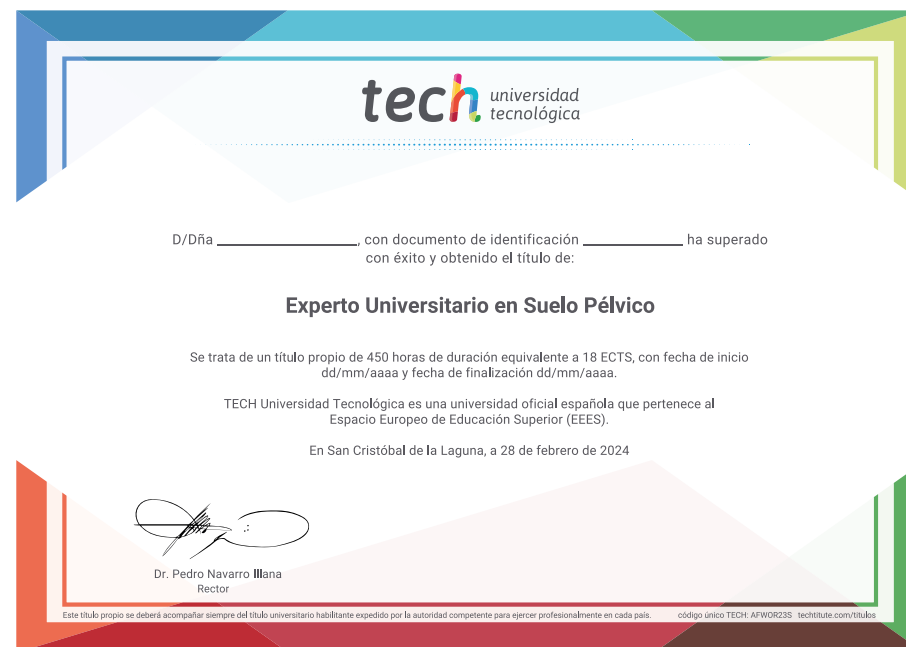 tech universidad
tecnológica
D/Dña ____________________, con documento de identificación ______________ ha superado
con éxito y obtenido el título de:
Experto Universitario en Suelo Pélvico
Se trata de un título propio de 450 horas de duración equivalente a 18 ECTS, con fecha de inicio
dd/mm/aaaa y fecha de finalización dd/mm/aaaa.
TECH Universidad Tecnológica es una universidad oficial española que pertenece al
Espacio Europeo de Educación Superior (EEES).
En San Cristóbal de la Laguna, a 28 de febrero de 2024
Dr. Pedro Navarro Illana
Rector
Este título propio se deberá acompañar siempre del título universitario habilitante expedido por la autoridad competente para ejercer profesionalmente en cada país. código único TECH: AFWOR23S techtitute.com/titulos